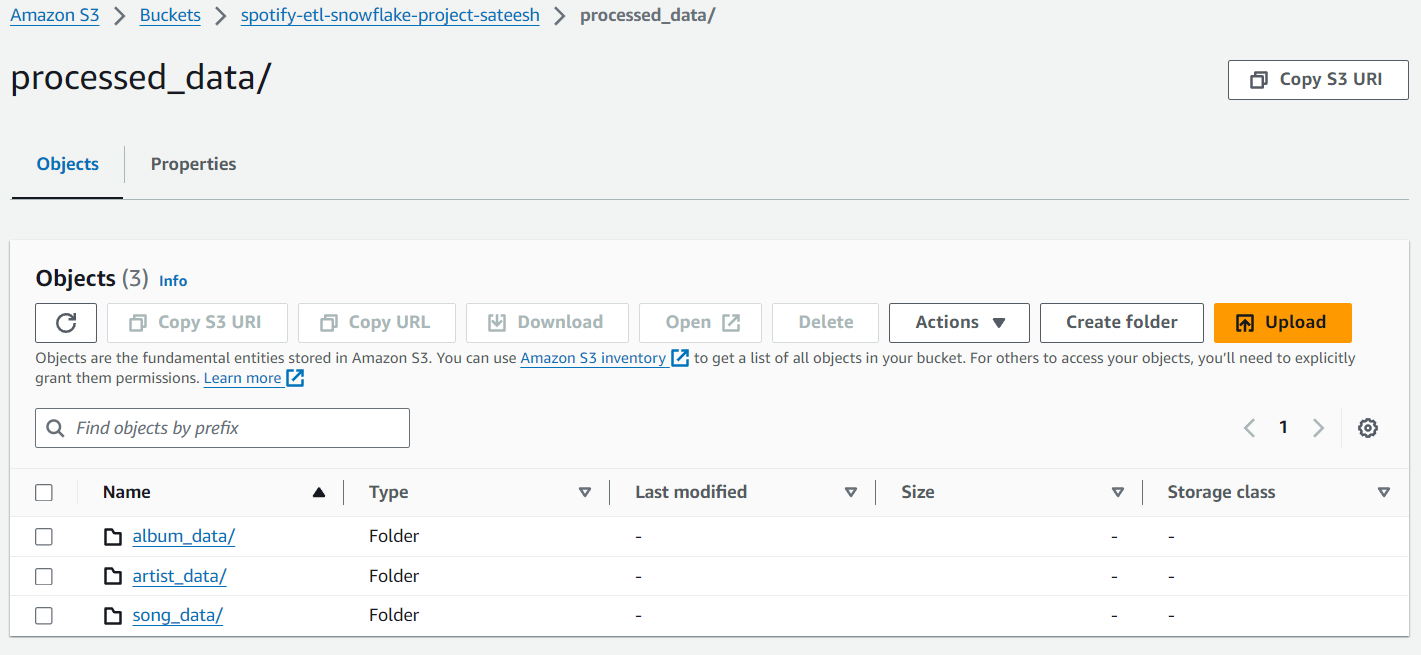 Amazon S3 > Buckets > spotify-etl-snowflake-project-sateesh > processed_data/
processed_data/
Copy S3 URI
Objects Properties
Objects (3) Info
Copy S3 URI Copy URL Download Open Delete Actions Create folder Upload
Objects are the fundamental entities stored in Amazon S3. You can use Amazon S3 inventory to get a list of all objects in your bucket. For others to access your objects, you'll need to explicitly
grant them permissions. Learn more
Find objects by prefix
1
Name Type Last modified Size Storage class
album_data/ Folder - - -
artist_data/ Folder - - -
song_data/ Folder - - -